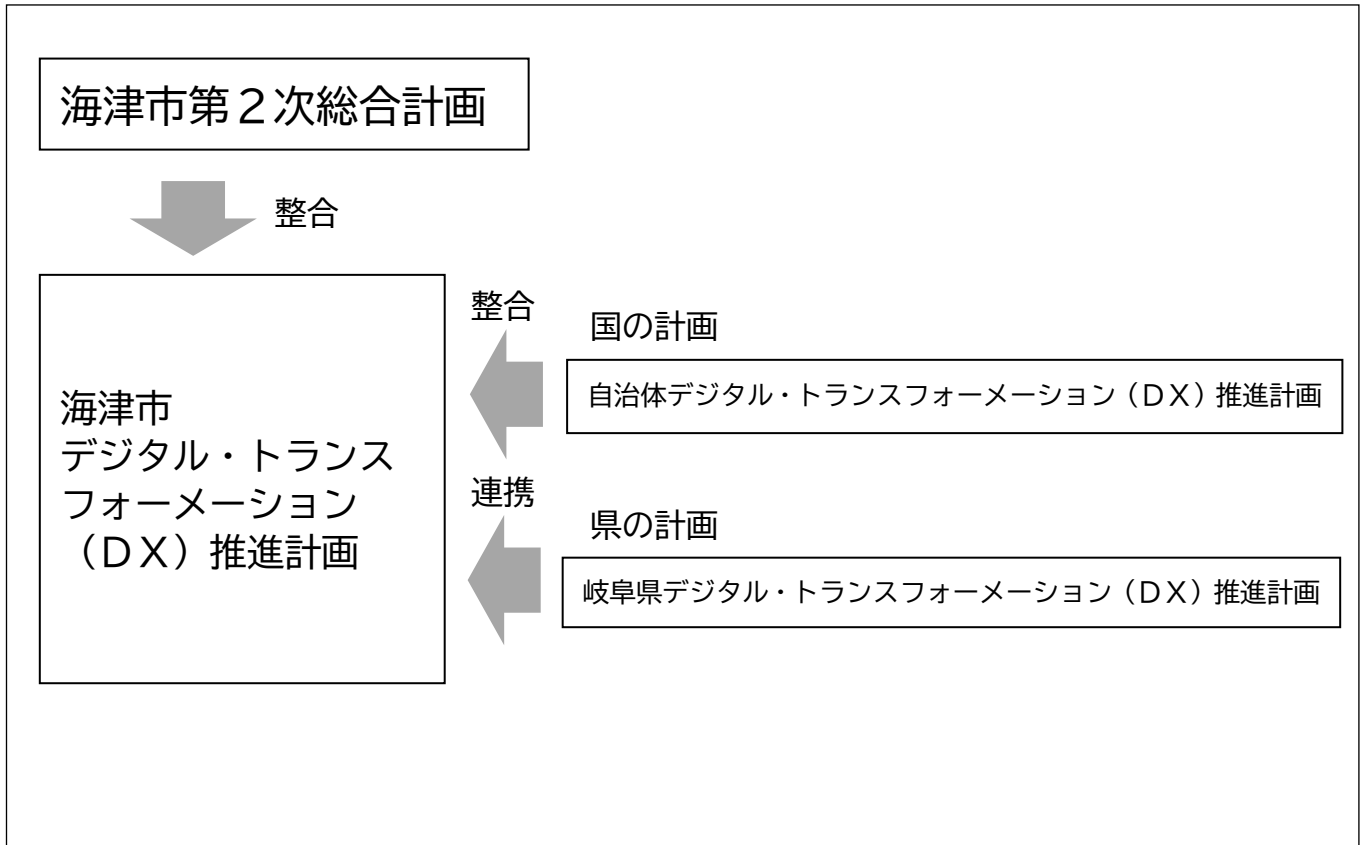 海津市第２次総合計画
整合
海津市
デジタル・トランス
フォーメーション
（ＤＸ）推進計画
整合
国の計画
自治体デジタル・トランスフォーメーション（ＤＸ）推進計画
連携
県の計画
岐阜県デジタル・トランスフォーメーション（ＤＸ）推進計画